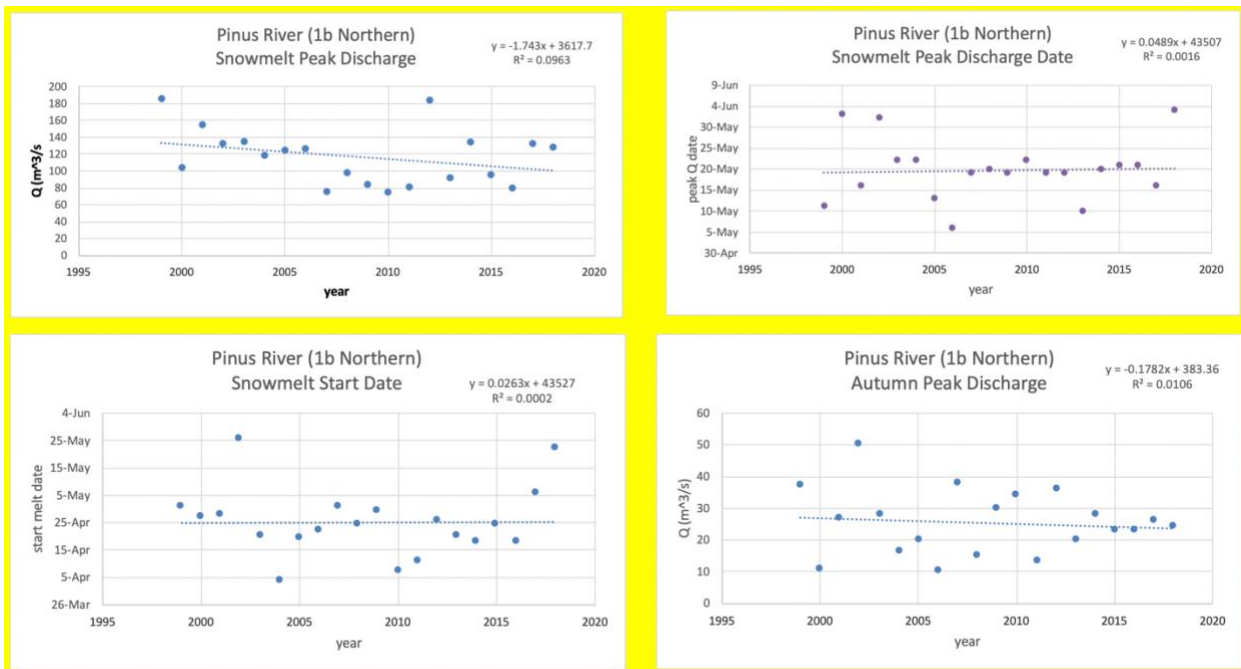 Pinus River (1b Northern)
Snowmelt Peak Discharge
y = -1.743x + 3617.7
R² = 0.0963
Q (m^3/s
200
180
160
140
120
100
80
60
40
20
0
1995
2000
2005
2010
2015
2020
year
Pinus River (1b Northern)
Snowmelt Peak Discharge Date
y = 0.0489x + 43507
R² = 0.0016
peak Q date
9-Jun
4-Jun
30-May
25-May
20-May
15-May
10-May
5-May
30-Apr
1995
2000
2005
2010
2015
2020
year
Pinus River (1b Northern)
Snowmelt Start Date
y = 0.0263x + 43527
R² = 0.0002
start melt date
4-Jun
25-May
15-May
5-May
25-Apr
15-Apr
5-Apr
26-Mar
1995
2000
2005
2010
2015
2020
year
Pinus River (1b Northern)
Autumn Peak Discharge
y = -0.1782x + 383.36
R² = 0.0106
Q (m^3/s)
60
50
40
30
20
10
0
1995
2000
2005
2010
2015
2020
year